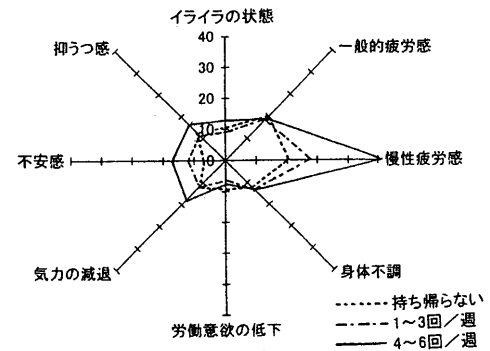 イライラの状態
40
30
20
10
0
一般的疲労感
慢性疲労感
身体不調
労働意欲の低下
気力の減退
不安感
抑うつ感
持ち帰らない
1～3回／週
4～6回／週